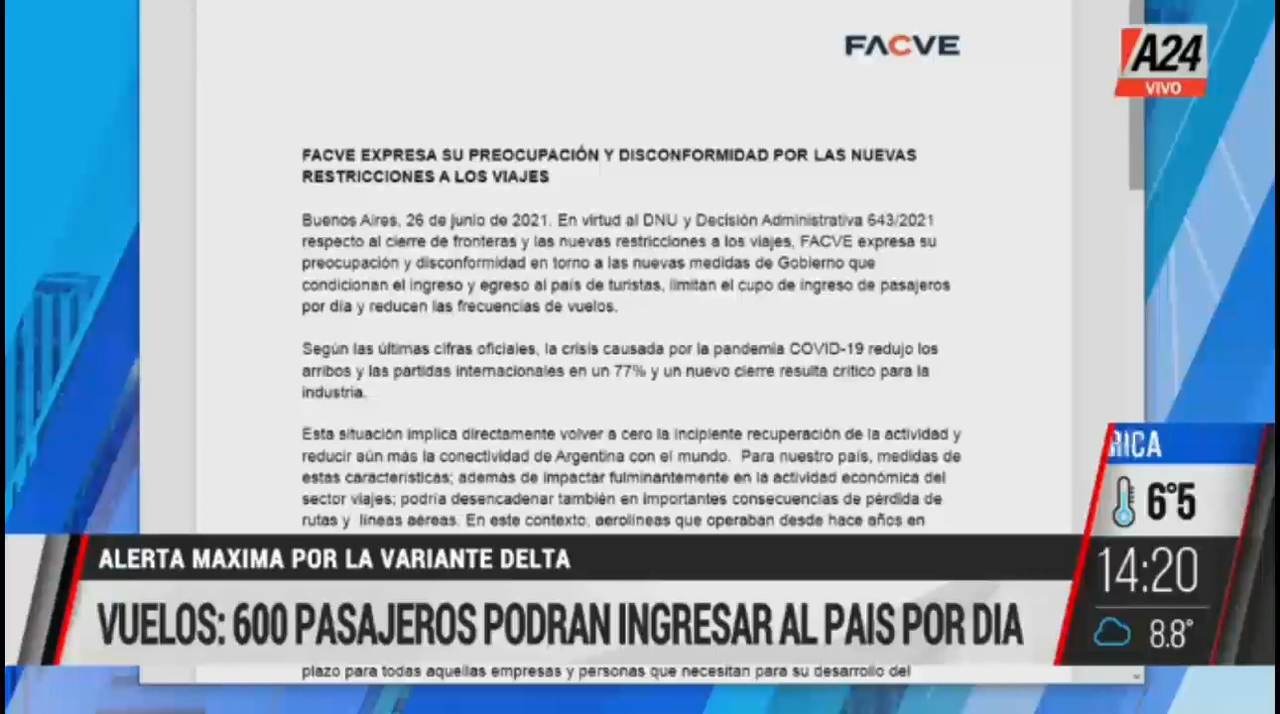 FACVE
A24
VIVO
FACVE EXPRESA SU PREOCUPACIÓN Y DISCONFORMIDAD POR LAS NUEVAS
RESTRICCIONES A LOS VIAJES
Buenos Aires, 26 de junio de 2021. En virtud al DNU y Decisión Administrativa 643/2021
respecto al cierre de fronteras y las nuevas restricciones a los viajes, FACVE expresa su
preocupación y disconformidad en torno a las nuevas medidas de Gobierno que
condicionan el ingreso y egreso al país de turistas, limitan el cupo de ingreso de pasajeros
por día y reducen las frecuencias de vuelos.
Según las últimas cifras oficiales, la crisis causada por la pandemia COVID-19 redujo los
arribos y las partidas internacionales en un 77% y un nuevo cierre resulta crítico para la
industria.
Esta situación implica directamente volver a cero la incipiente recuperación de la actividad y
reducir aún más la conectividad de Argentina con el mundo. Para nuestro país, medidas de
estas características; además de impactar fulminantemente en la actividad económica del
sector viajes; podría desencadenar también en importantes consecuencias de pérdida de
rutas y líneas aéreas. En este contexto, aerolíneas que operaban desde hace años en
RICA
6°5
14:20
8.8°
ALERTA MAXIMA POR LA VARIANTE DELTA
VUELOS: 600 PASAJEROS PODRAN INGRESAR AL PAIS POR DIA
plazo para todas aquellas empresas y personas que necesitan para su desarrollo del